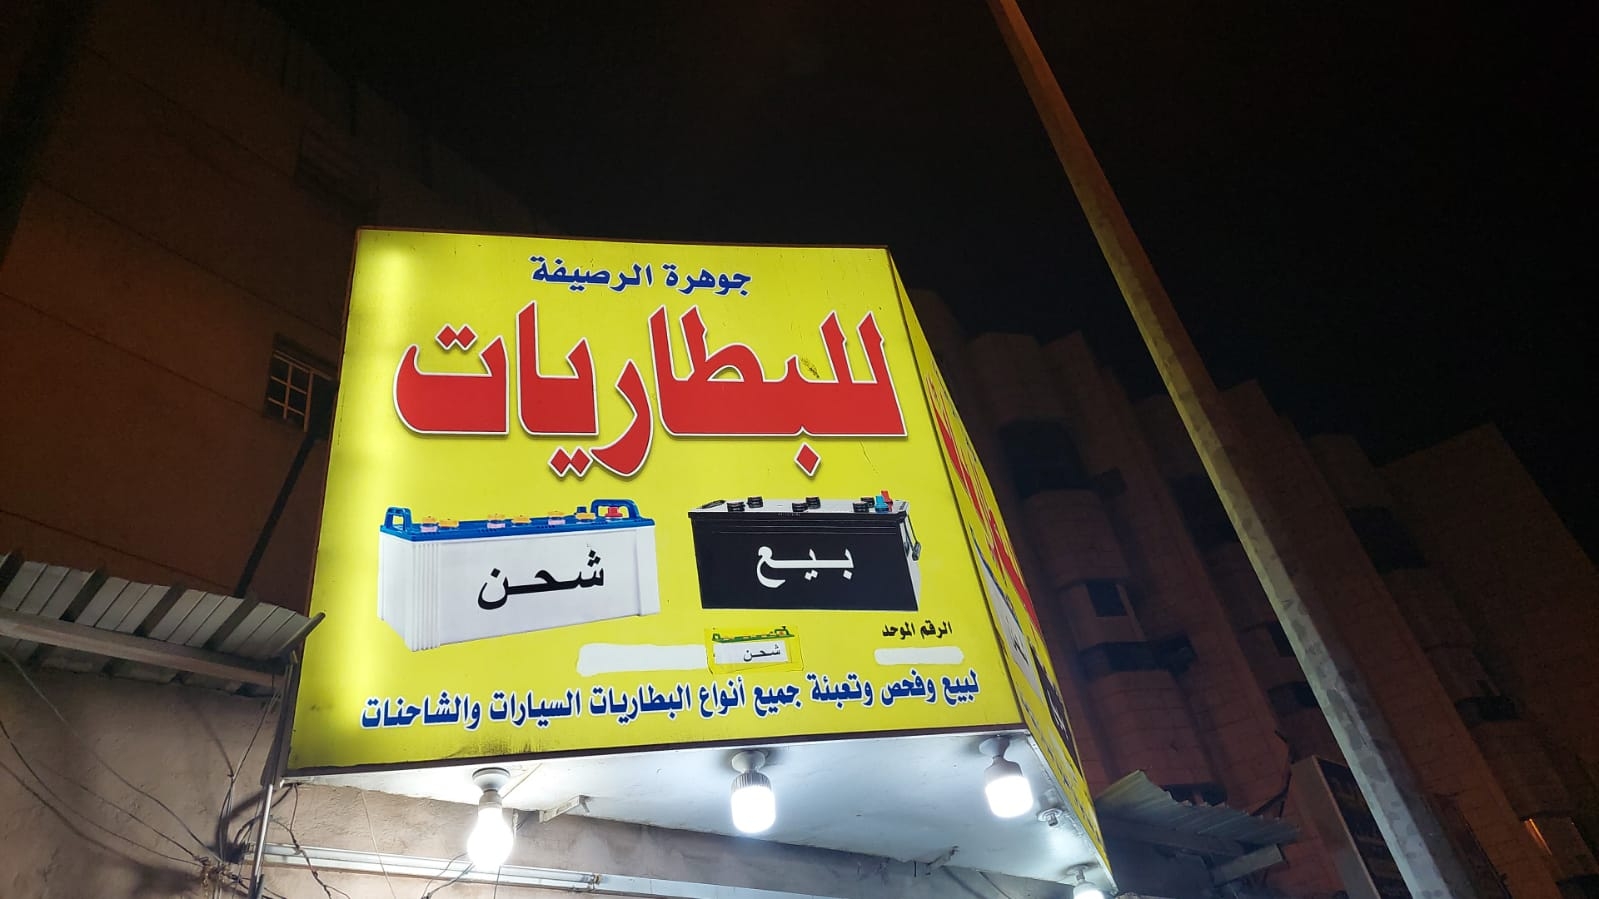 جوهرة الرصيفة
للبطاريات
بيع
شحن
الرقم الموحد
شحن
لبيع وفحص وتعبئة جميع أنواع البطاريات السيارات والشاحنات